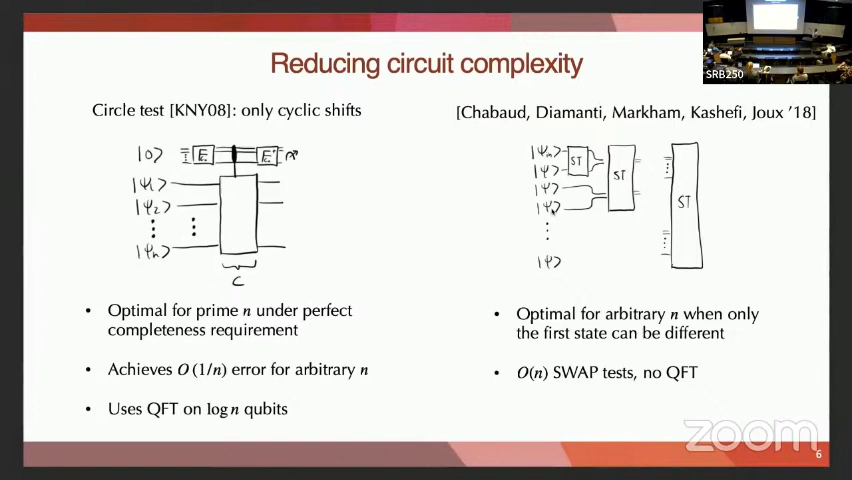 Reducing circuit complexity
SRB250
Circle test [KNY08]: only cyclic shifts
|0⟩ F F⁺
|ψ₁⟩
|ψ₂⟩
⋮ ⋮
|ψₙ⟩
C
• Optimal for prime n under perfect
completeness requirement
• Achieves O (1/n) error for arbitrary n
• Uses QFT on log n qubits
[Chabaud, Diamanti, Markham, Kashefi, Joux '18]
|ψ⟩ ST
|ψ⟩ ST ST
|ψ⟩
|ψ⟩
⋮
|ψ⟩
• Optimal for arbitrary n when only
the first state can be different
• O(n) SWAP tests, no QFT
zoom
6